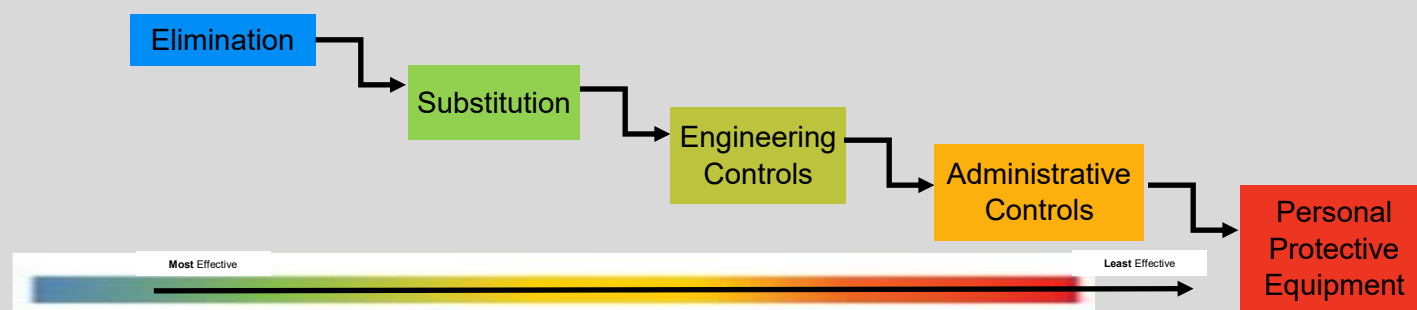 Elimination
Substitution
Engineering
Controls
Administrative
Controls
Personal
Protective
Equipment
Most Effective
Least Effective